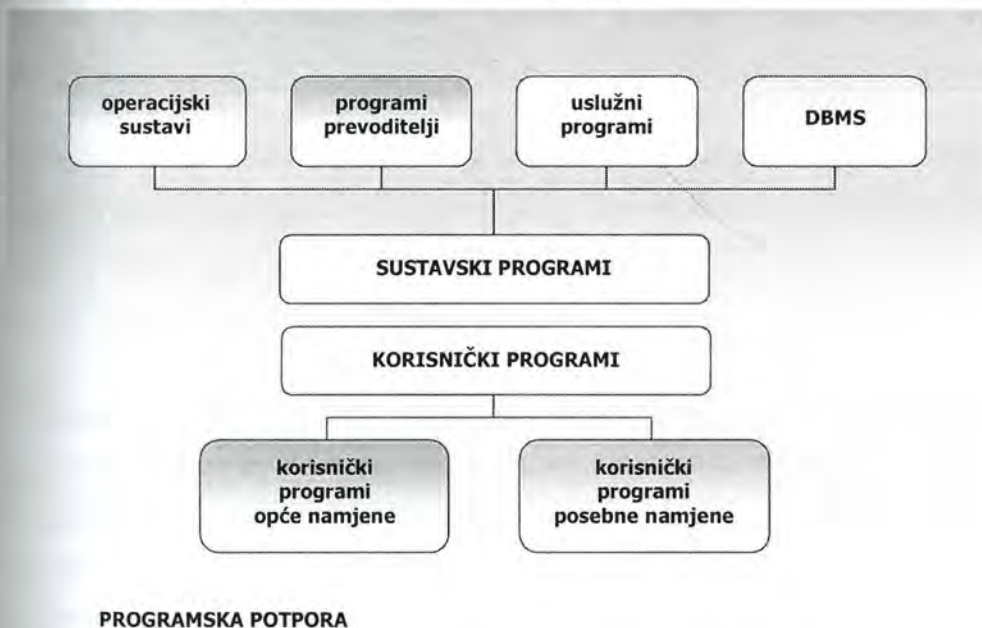 operacijski
sustavi
programi
prevoditelji
uslužni
programi
DBMS
SUSTAVSKI PROGRAMI
KORISNIČKI PROGRAMI
korisnički
programi
opće namjene
korisnički
programi
posebne namjene
PROGRAMSKA POTPORA